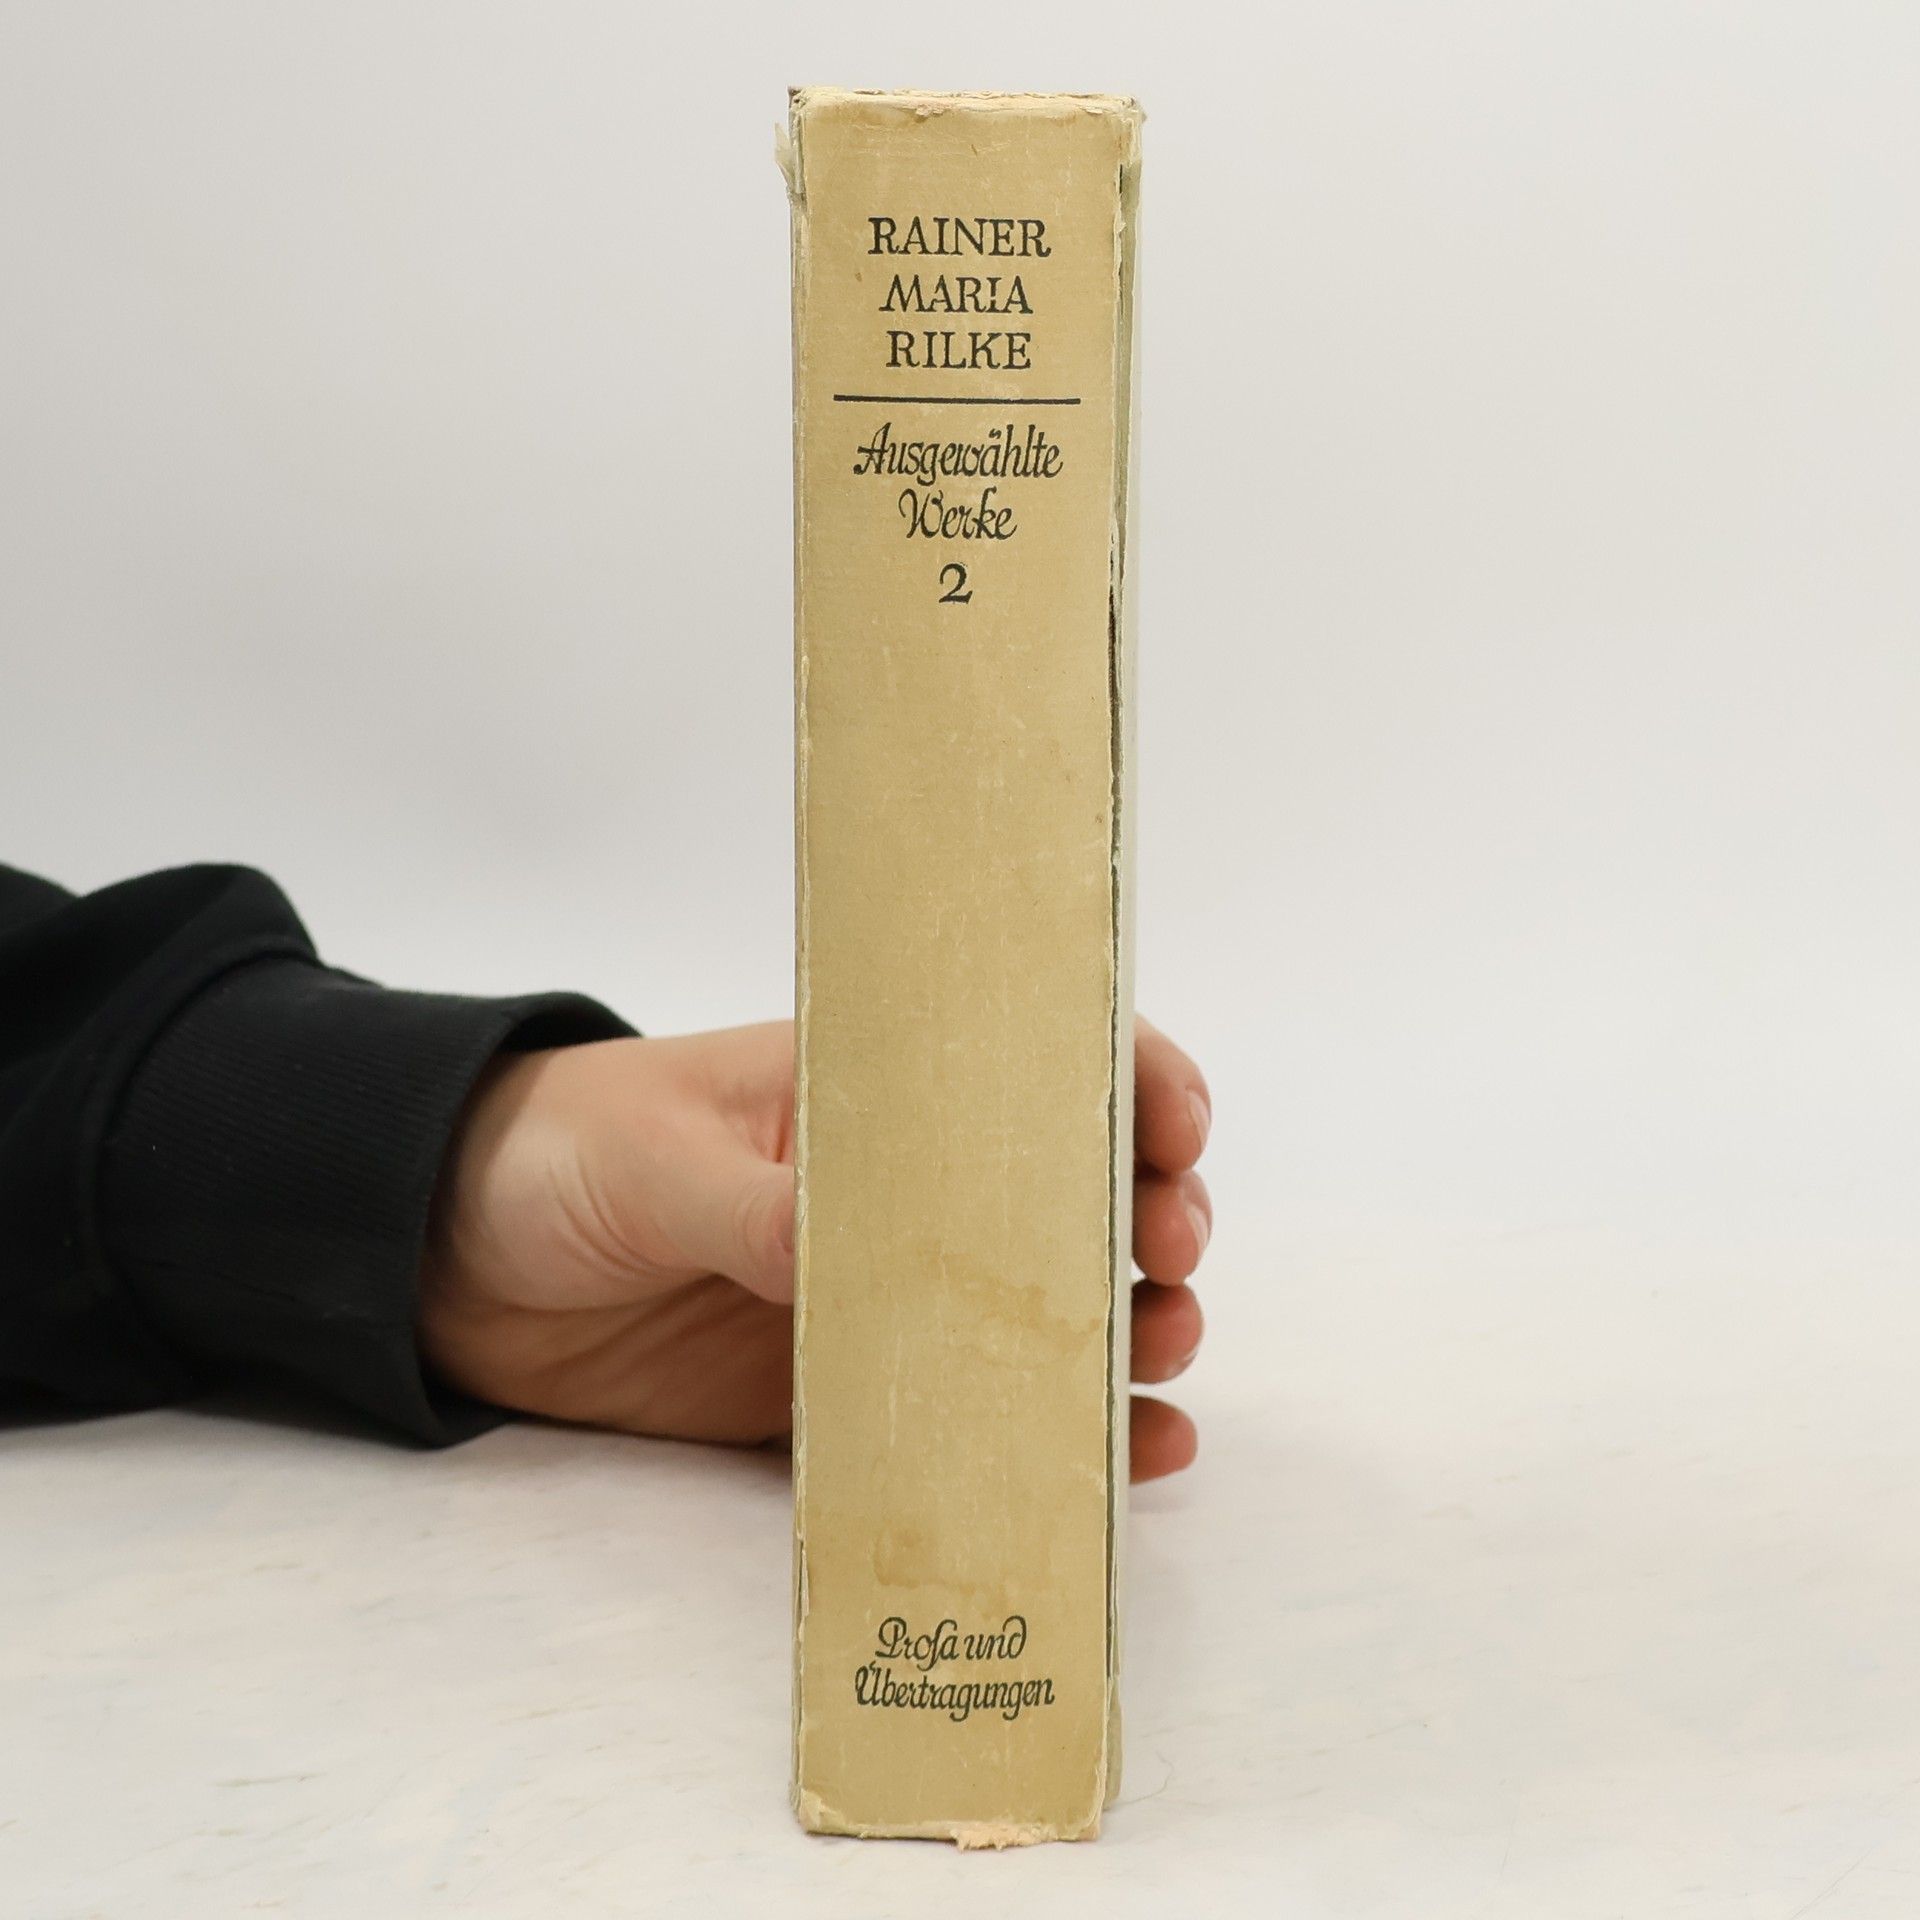 RAINER
MARIA
RILKE
Ausgewählte
Werke
2
Prosa und
Übertragungen